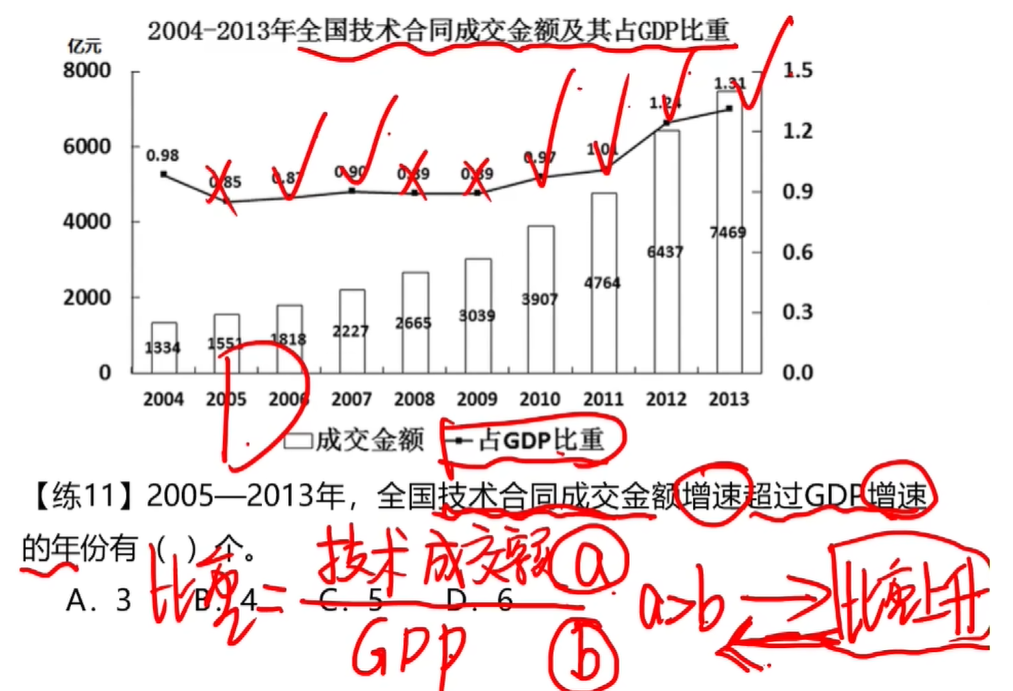 2004-2013年全国技术合同成交金额及其占GDP比重
亿元
8000 1.5
6000 1.2
4000 0.9
2000 0.6
0 0.3
0.0
0.98 0.85 0.87 0.90 0.89 0.89 0.97 1.01 1.24 1.31
1334 1551 1818 2227 2665 3039 3907 4764 6437 7469
2004 2005 2006 2007 2008 2009 2010 2011 2012 2013
D
成交金额 占GDP比重
【练11】2005—2013年，全国技术合同成交金额增速超过GDP增速
的年份有（ ）个。
A. 3 B. 4 C. 5 D. 6
比重=技术成交额 a
GDP b
a>b 比重上升